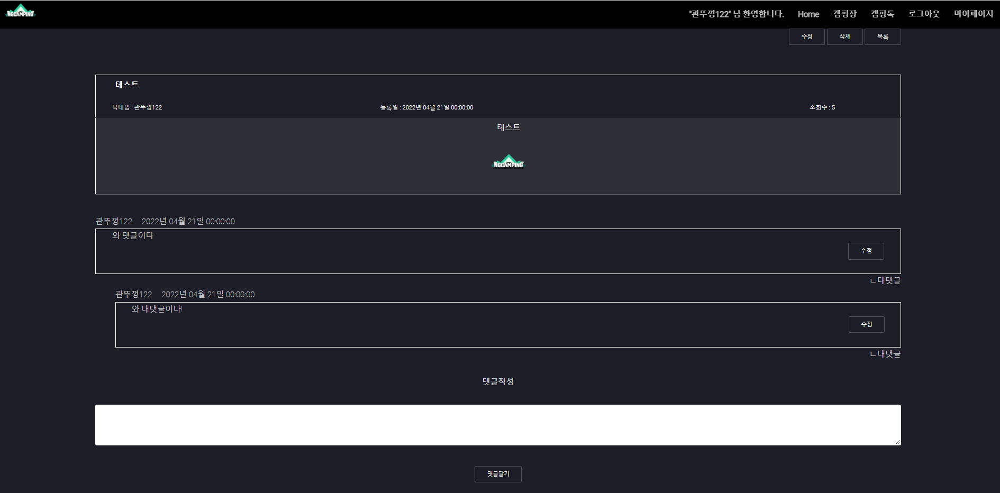 NGCAMPING "관뚜껑122" 님 환영합니다. Home 캠핑장 캠핑톡 로그아웃 마이페이지
수정 삭제 목록
테스트
닉네임 : 관뚜껑122 등록일 : 2022년 04월 21일 00:00:00 조회수 : 5
테스트
NGCAMPING
관뚜껑122 2022년 04월 21일 00:00:00
와 댓글이다
수정
ㄴ대댓글
관뚜껑122 2022년 04월 21일 00:00:00
와 대댓글이다!
수정
ㄴ대댓글
댓글작성
댓글달기